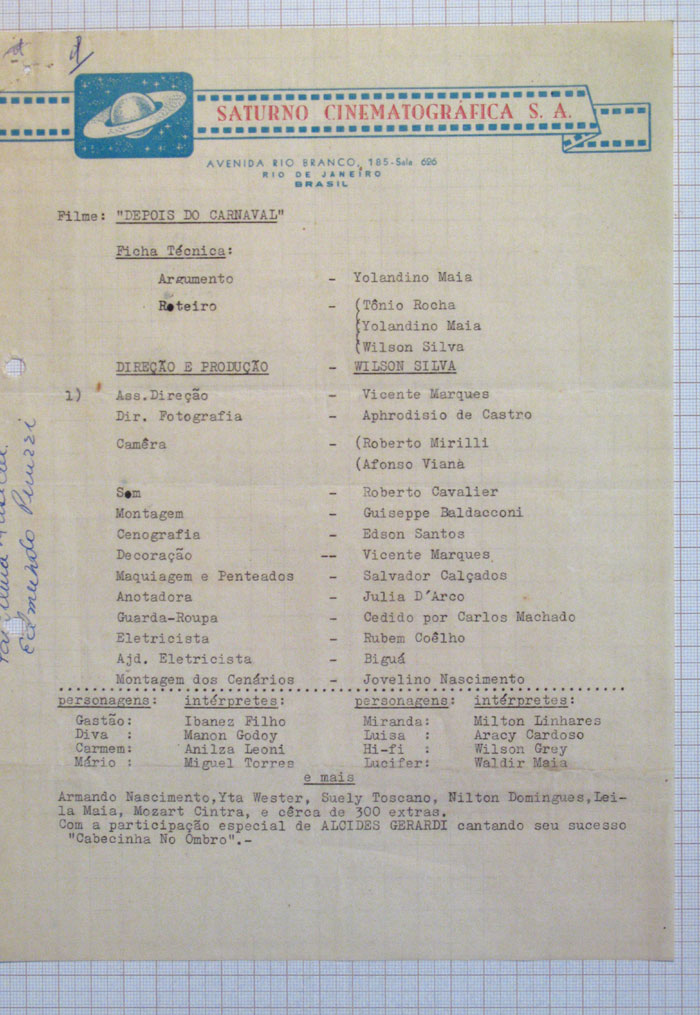 SATURNO CINEMATOGRÁFICA S. A.
AVENIDA RIO BRANCO, 185-Sala 626
RIO DE JANEIRO
BRASIL
Filme: "DEPOIS DO CARNAVAL"
Ficha Técnica:
Argumento - Yolandino Maia
Roteiro - (Tônio Rocha
(Yolandino Maia
(Wilson Silva
DIREÇÃO E PRODUÇÃO - WILSON SILVA
1) Ass.Direção - Vicente Marques
Dir. Fotografia - Aphrodisio de Castro
Camêra - (Roberto Mirilli
(Afonso Vianà
Som - Roberto Cavalier
Montagem - Guiseppe Baldacconi
Cenografia - Edson Santos
Decoração -- Vicente Marques
Maquiagem e Penteados - Salvador Calçados
Anotadora - Julia D'Arco
Guarda-Roupa - Cedido por Carlos Machado
Eletricista - Rubem Coêlho
Ajd. Eletricista - Biguá
Montagem dos Cenários - Jovelino Nascimento
personagens: intérpretes: personagens: intérpretes:
Gastão: Ibanez Filho Miranda: Milton Linhares
Diva : Manon Godoy Luisa : Aracy Cardoso
Carmem: Anilza Leoni Hi-fi : Wilson Grey
Mário : Miguel Torres Lucifer: Waldir Maia
e mais
Armando Nascimento,Yta Wester, Suely Toscano, Nilton Domingues,Lei-
la Maia, Mozart Cintra, e cêrca de 300 extras.
Com a participação especial de ALCIDES GERARDI cantando seu sucesso
"Cabecinha No Ombro".-
Edmundo Peruzzi